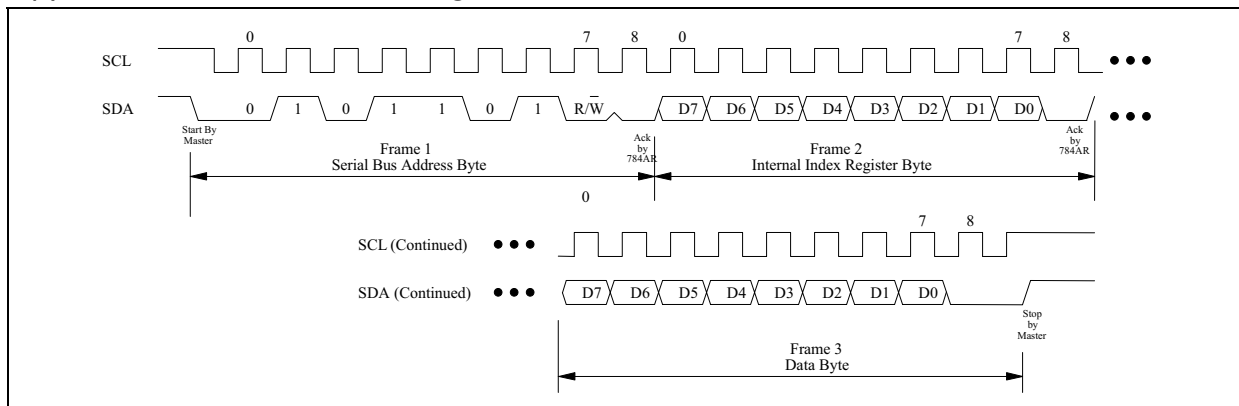 0 7 8 0 7 8
SCL
SDA 0 1 0 1 1 0 1 R/W D7 D6 D5 D4 D3 D2 D1 D0
Start By
Master
Ack
by
784AR
Ack
by
784AR
Frame 1
Serial Bus Address Byte
Frame 2
Internal Index Register Byte
0
7 8
SCL (Continued)
SDA (Continued) D7 D6 D5 D4 D3 D2 D1 D0
Stop
by
Master
Frame 3
Data Byte